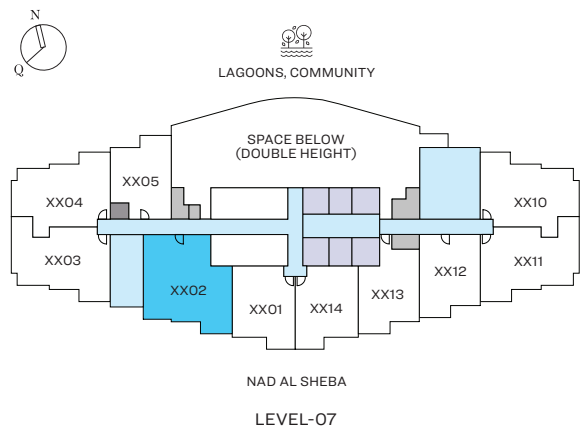 N
Q
LAGOONS, COMMUNITY
SPACE BELOW
(DOUBLE HEIGHT)
XX05
XX04
XX10
XX03
XX11
XX02
XX12
XX13
XX01
XX14
NAD AL SHEBA
LEVEL-07